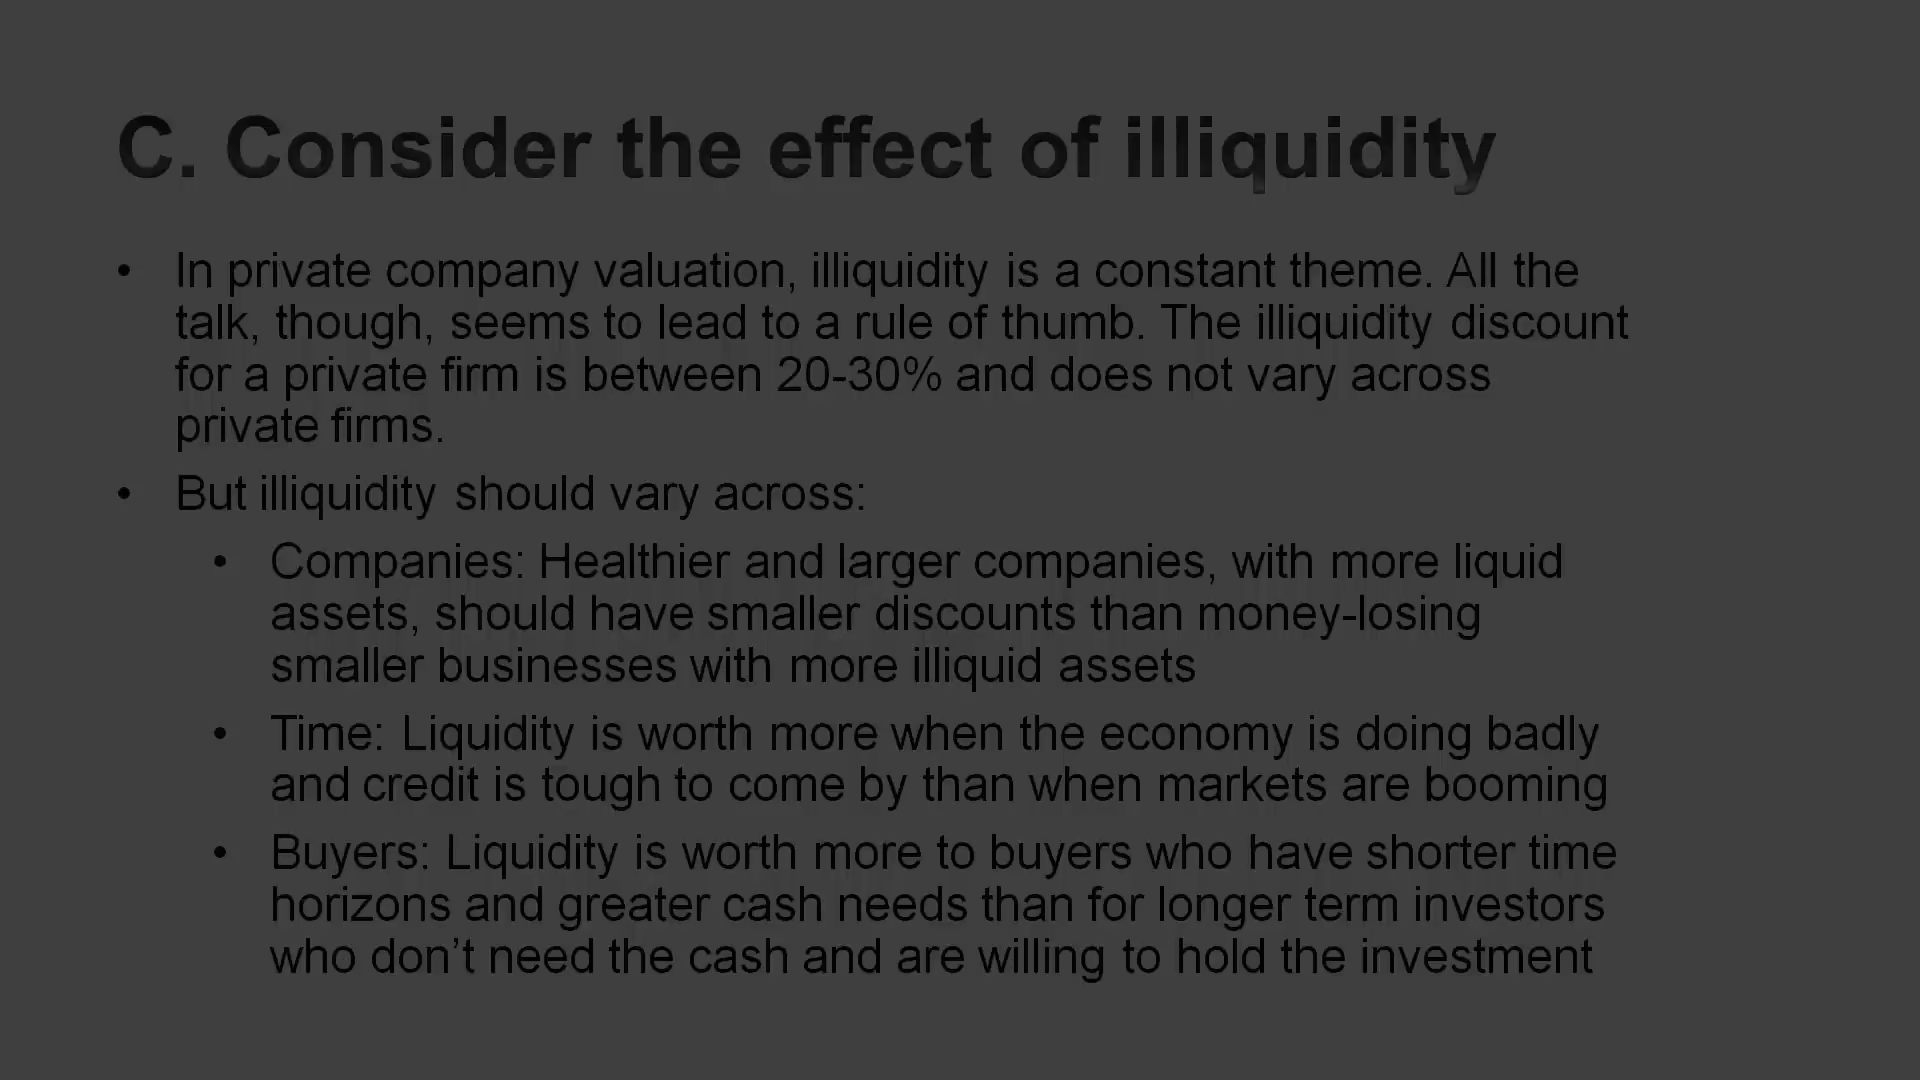 C. Consider the effect of illiquidity
• In private company valuation, illiquidity is a constant theme. All the
talk, though, seems to lead to a rule of thumb. The illiquidity discount
for a private firm is between 20-30% and does not vary across
private firms.
• But illiquidity should vary across:
• Companies: Healthier and larger companies, with more liquid
assets, should have smaller discounts than money-losing
smaller businesses with more illiquid assets
• Time: Liquidity is worth more when the economy is doing badly
and credit is tough to come by than when markets are booming
• Buyers: Liquidity is worth more to buyers who have shorter time
horizons and greater cash needs than for longer term investors
who don’t need the cash and are willing to hold the investment